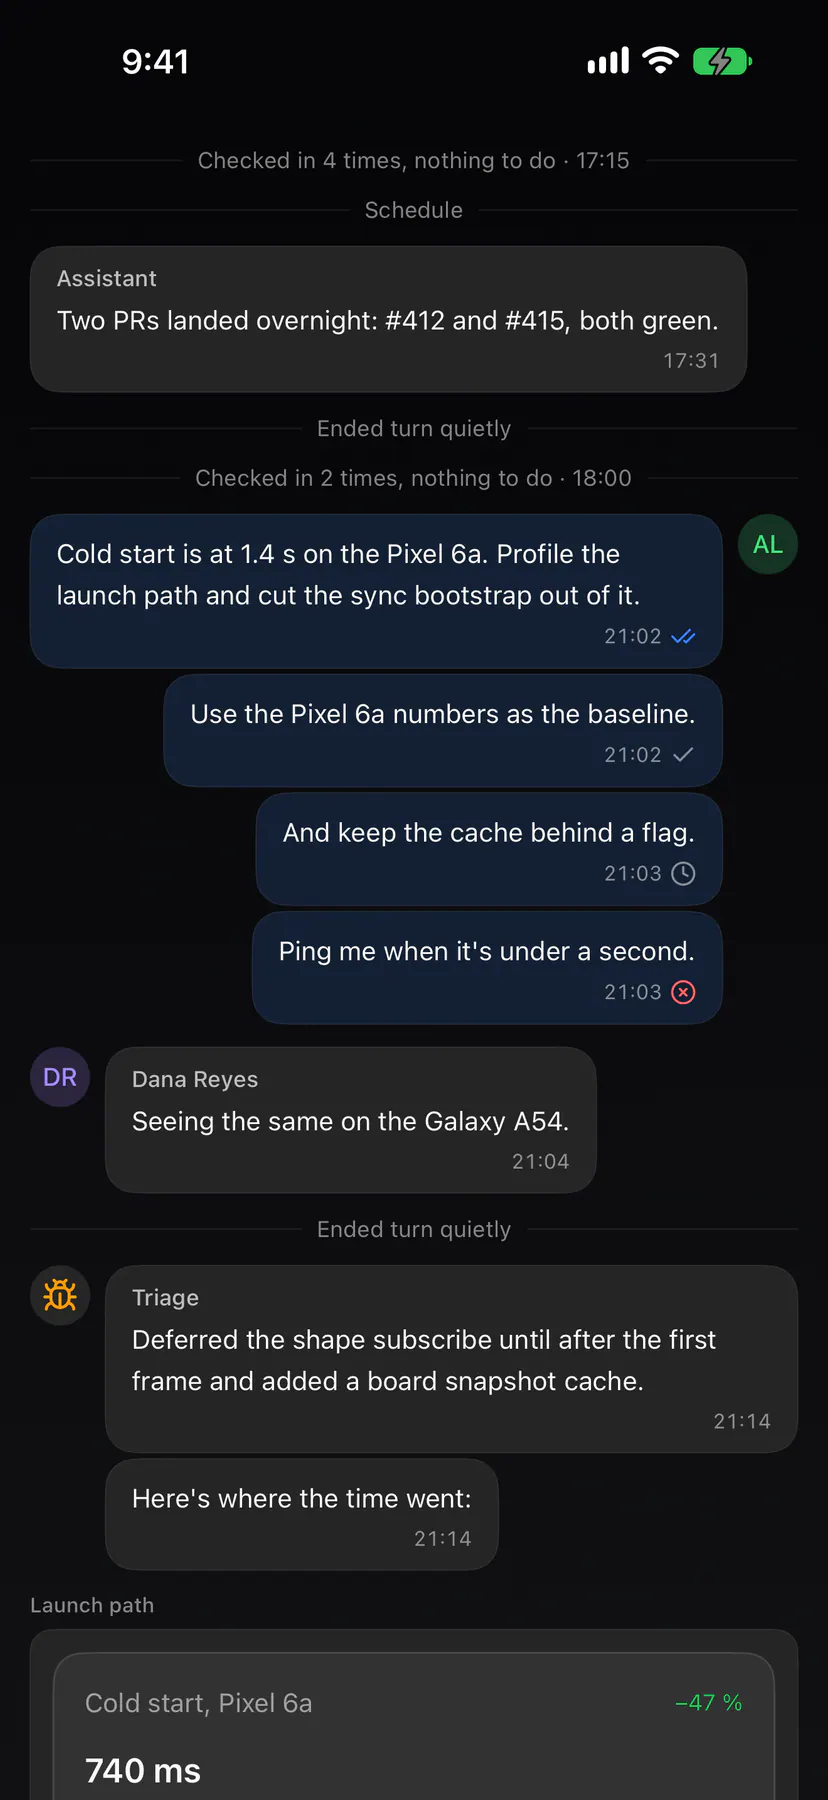 9:41
Checked in 4 times, nothing to do · 17:15
Schedule
Assistant
Two PRs landed overnight: #412 and #415, both green.
17:31
Ended turn quietly
Checked in 2 times, nothing to do · 18:00
Cold start is at 1.4 s on the Pixel 6a. Profile the
launch path and cut the sync bootstrap out of it.
21:02
AL
Use the Pixel 6a numbers as the baseline.
21:02
And keep the cache behind a flag.
21:03
Ping me when it's under a second.
21:03
DR
Dana Reyes
Seeing the same on the Galaxy A54.
21:04
Ended turn quietly
Triage
Deferred the shape subscribe until after the first
frame and added a board snapshot cache.
21:14
Here's where the time went:
21:14
Launch path
Cold start, Pixel 6a
−47 %
740 ms